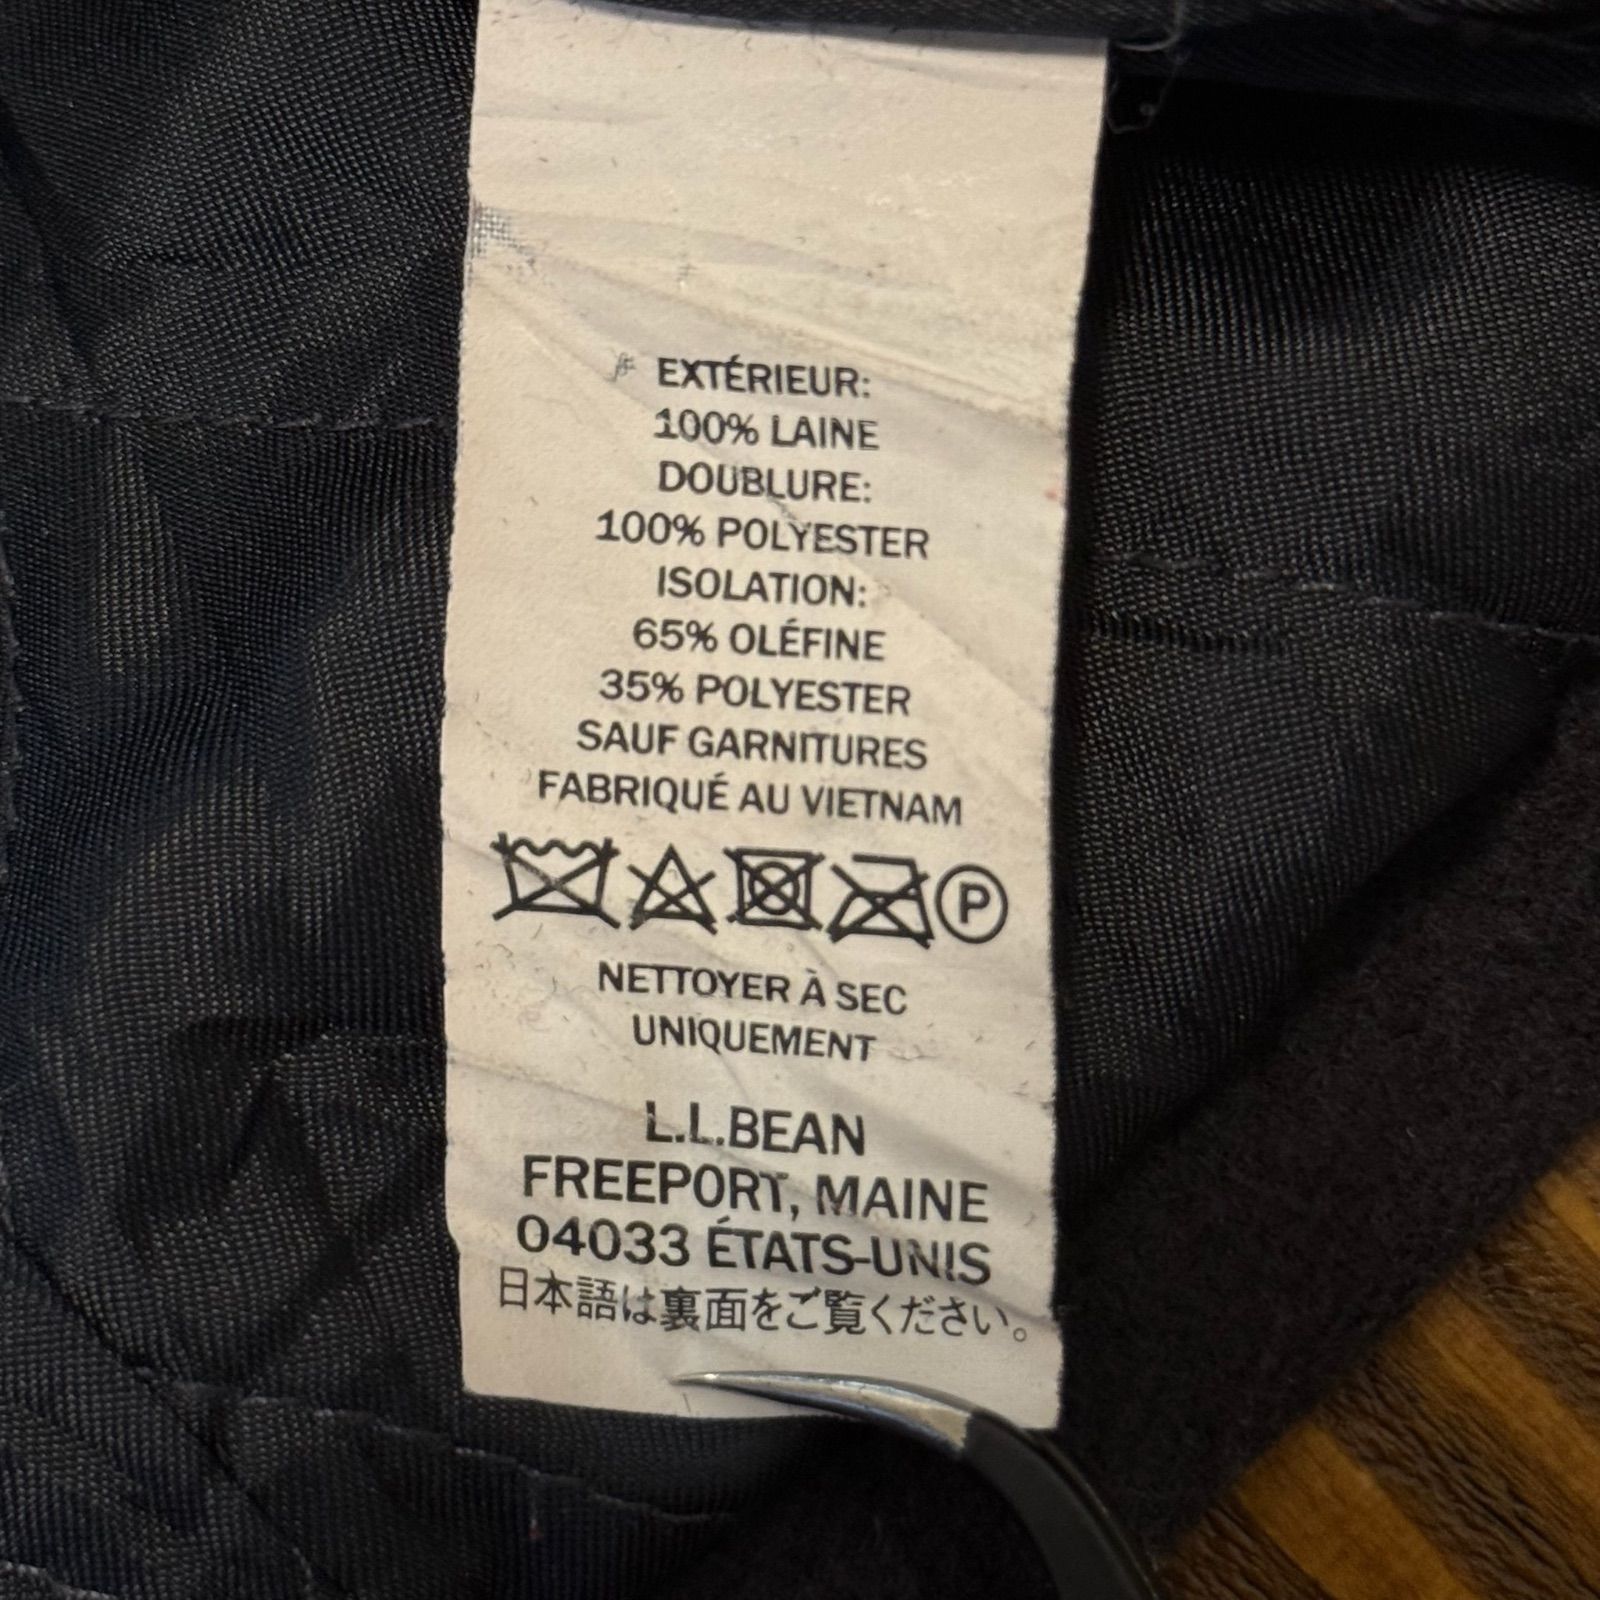 EXTÉRIEUR:
100% LAINE
DOUBLURE:
100% POLYESTER
ISOLATION:
65% OLÉFINE
35% POLYESTER
SAUF GARNITURES
FABRIQUÉ AU VIETNAM
P
NETTOYER À SEC
UNIQUEMENT
L.L.BEAN
FREEPORT, MAINE
04033 ÉTATS-UNIS
日本語は裏面をご覧ください。